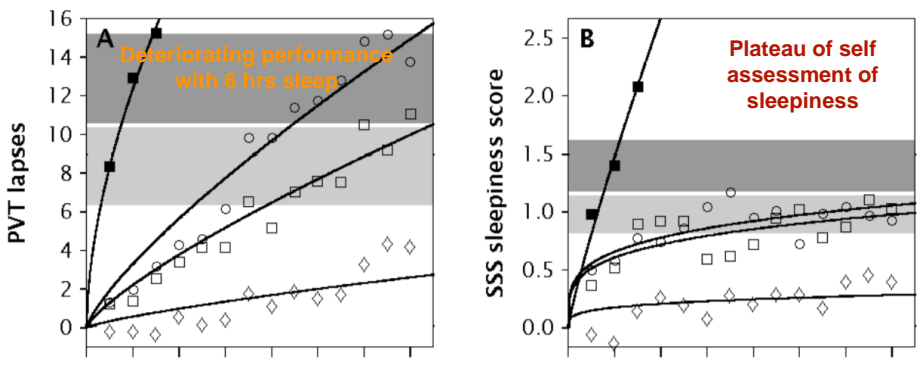 A
Deteriorating performance
with 6 hrs sleep
PVT lapses
16
14
12
10
8
6
4
2
0
B
Plateau of self
assessment of
sleepiness
SSS sleepiness score
2.5
2.0
1.5
1.0
0.5
0.0